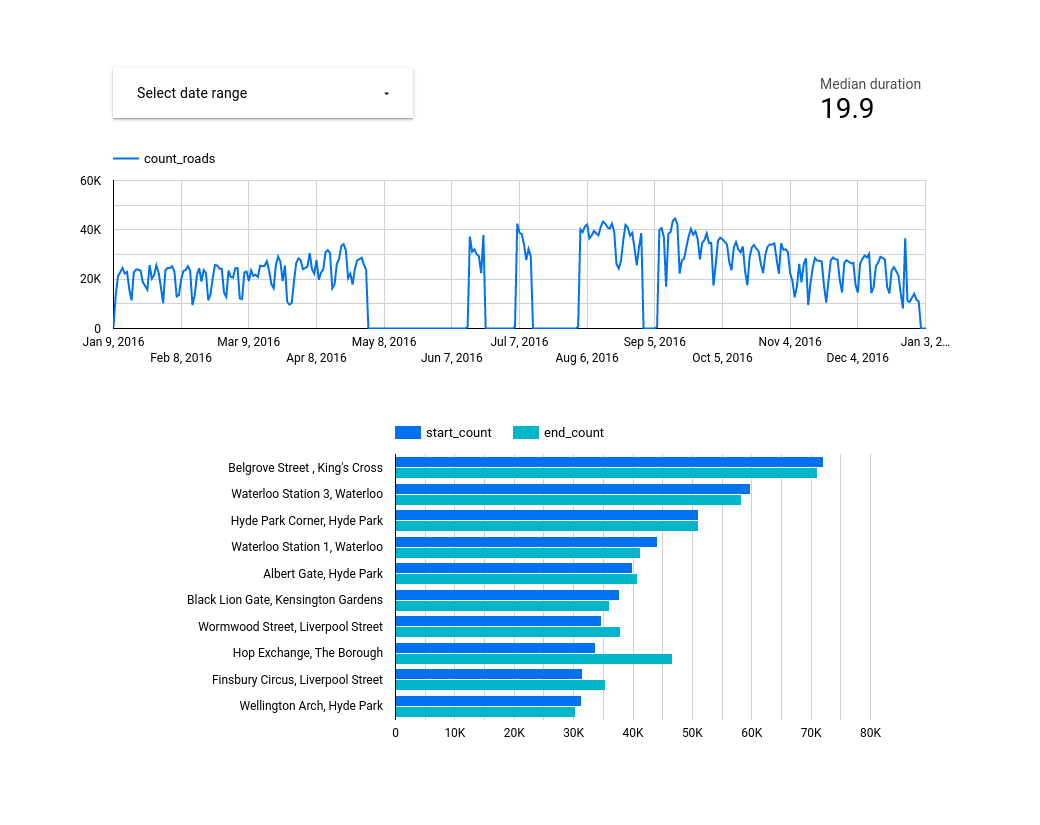 Select date range
Median duration
19.9
count_roads
60K
40K
20K
0
Jan 9, 2016
Feb 8, 2016
Mar 9, 2016
Apr 8, 2016
May 8, 2016
Jun 7, 2016
Jul 7, 2016
Aug 6, 2016
Sep 5, 2016
Oct 5, 2016
Nov 4, 2016
Dec 4, 2016
Jan 3, 2…
start_count end_count
Belgrove Street , King's Cross
Waterloo Station 3, Waterloo
Hyde Park Corner, Hyde Park
Waterloo Station 1, Waterloo
Albert Gate, Hyde Park
Black Lion Gate, Kensington Gardens
Wormwood Street, Liverpool Street
Hop Exchange, The Borough
Finsbury Circus, Liverpool Street
Wellington Arch, Hyde Park
0 10K 20K 30K 40K 50K 60K 70K 80K